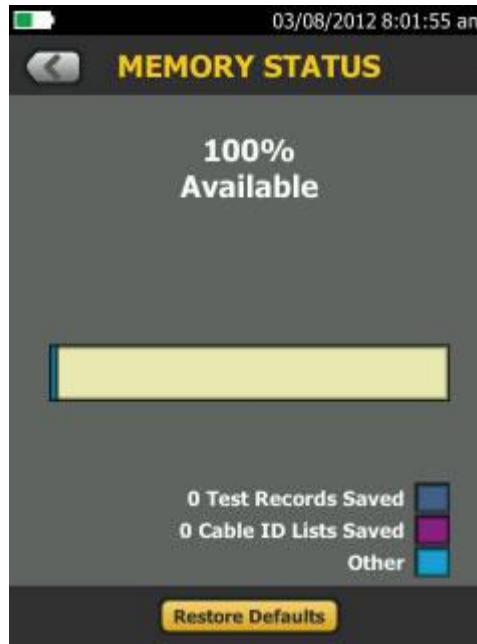 03/08/2012 8:01:55 am
MEMORY STATUS
100%
Available
0 Test Records Saved
0 Cable ID Lists Saved
Other
Restore Defaults